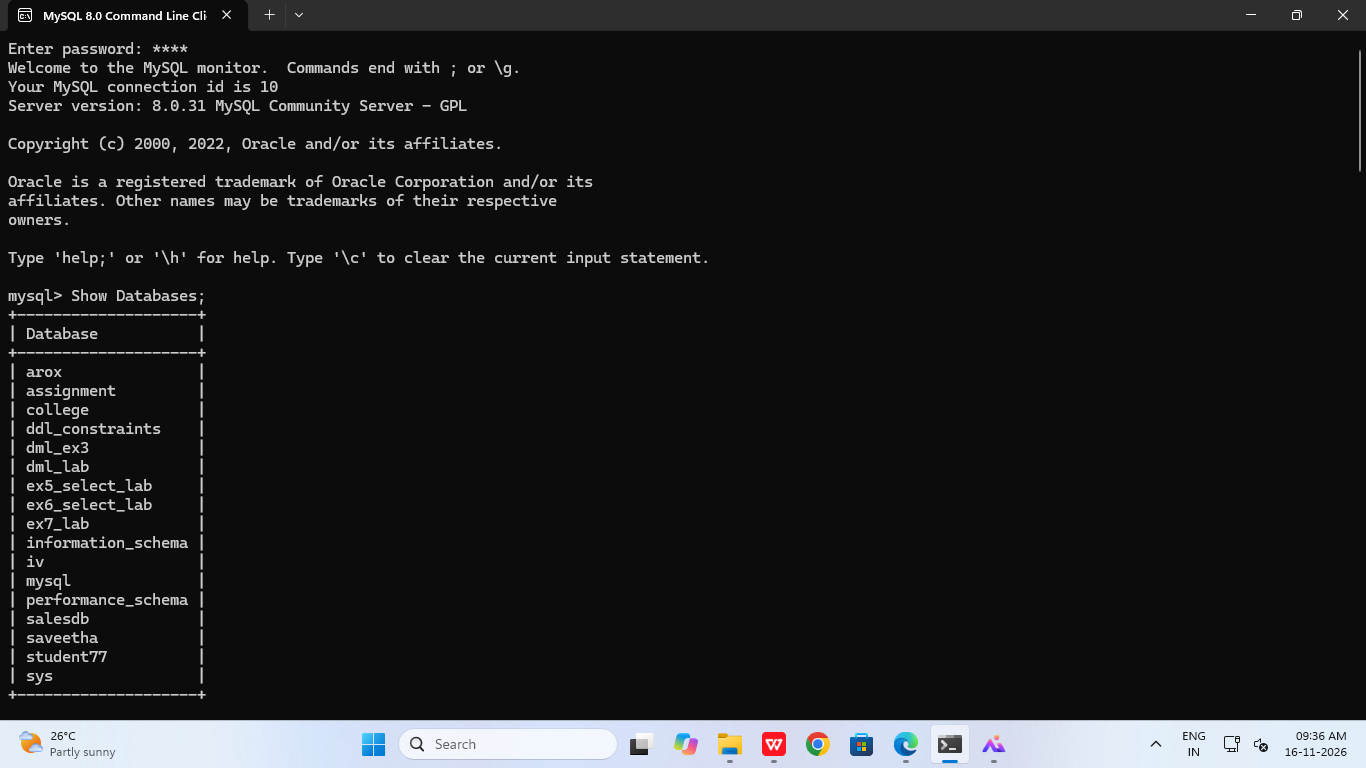 MySQL 8.0 Command Line Cli
Enter password: ****
Welcome to the MySQL monitor.  Commands end with ; or \g.
Your MySQL connection id is 10
Server version: 8.0.31 MySQL Community Server - GPL
Copyright (c) 2000, 2022, Oracle and/or its affiliates.
Oracle is a registered trademark of Oracle Corporation and/or its
affiliates. Other names may be trademarks of their respective
owners.
Type 'help;' or '\h' for help. Type '\c' to clear the current input statement.
mysql> Show Databases;
+--------------------+
| Database           |
+--------------------+
| arox               |
| assignment         |
| college            |
| ddl_constraints    |
| dml_ex3            |
| dml_lab            |
| ex5_select_lab     |
| ex6_select_lab     |
| ex7_lab            |
| information_schema |
| iv                 |
| mysql              |
| performance_schema |
| salesdb            |
| saveetha           |
| student77          |
| sys                |
+--------------------+
26°C
Partly sunny
Search
ENG
IN
09:36 AM
16-11-2026